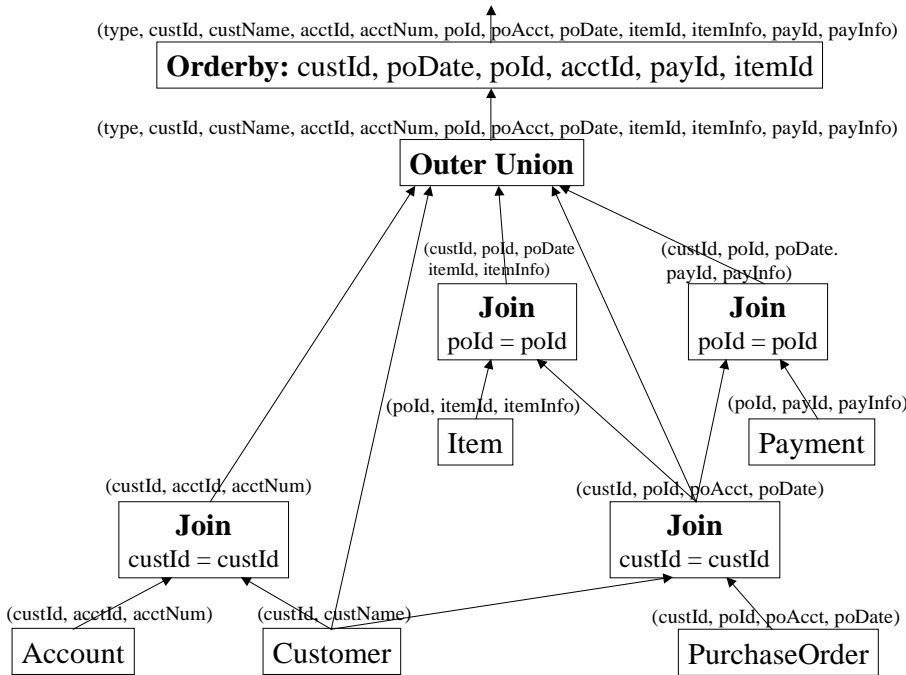 (type, custId, custName, acctId, acctNum, poId, poAcct, poDate, itemId, itemInfo, payId, payInfo)
Orderby: custId, poDate, poId, acctId, payId, itemId
(type, custId, custName, acctId, acctNum, poId, poAcct, poDate, itemId, itemInfo, payId, payInfo)
Outer Union
(custId, poId, poDate
itemId, itemInfo)
(custId, poId, poDate.
payId, payInfo)
Join
poId = poId
Join
poId = poId
(poId, itemId, itemInfo)
(poId, payId, payInfo)
Item
Payment
(custId, acctId, acctNum)
(custId, poId, poAcct, poDate)
Join
custId = custId
Join
custId = custId
(custId, acctId, acctNum)
(custId, custName)
(custId, poId, poAcct, poDate)
Account
Customer
PurchaseOrder